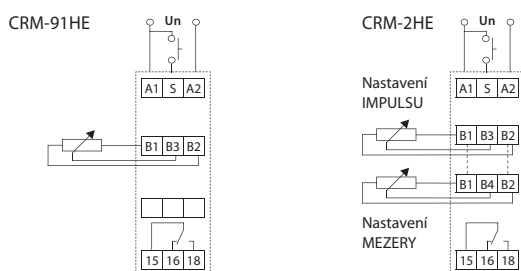 CRM-91HE
Un
A1 S A2
B1 B3 B2
15 16 18
CRM-2HE
Un
Nastavení
IMPULSU
A1 S A2
B1 B3 B2
B1 B4 B2
Nastavení
MEZERY
15 16 18